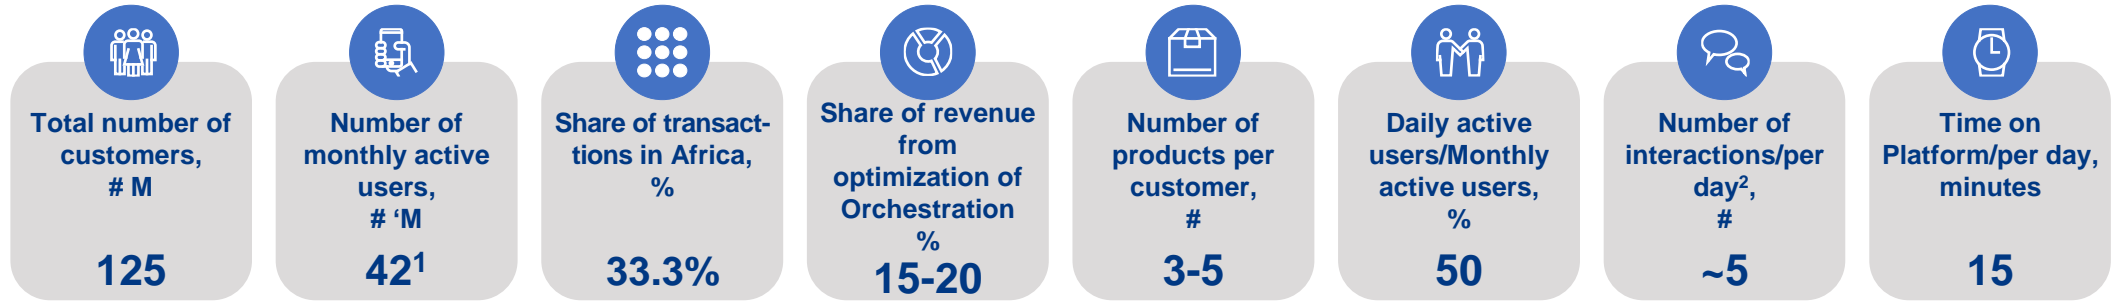 Total number of
customers,
# M
125
Number of
monthly active
users,
# ‘M
42¹
Share of transact-
tions in Africa,
%
33.3%
Share of revenue
from
optimization of
Orchestration
%
15-20
Number of
products per
customer,
#
3-5
Daily active
users/Monthly
active users,
%
50
Number of
interactions/per
day²,
#
~5
Time on
Platform/per day,
minutes
15